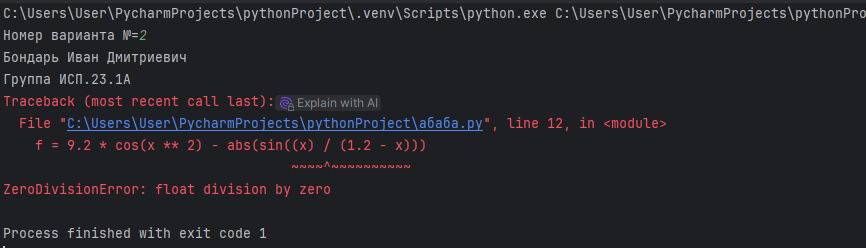 C:\Users\User\PycharmProjects\pythonProject\.venv\Scripts\python.exe C:\Users\User\PycharmProjects\pythonPro
Номер варианта №=2
Бондарь Иван Дмитриевич
Группа ИСП.23.1А
Traceback (most recent call last): Explain with AI
  File "C:\Users\User\PycharmProjects\pythonProject\абаба.py", line 12, in <module>
    f = 9.2 * cos(x ** 2) - abs(sin((x) / (1.2 - x)))
                                    ~~~~^~~~~~~~~~~
ZeroDivisionError: float division by zero
Process finished with exit code 1